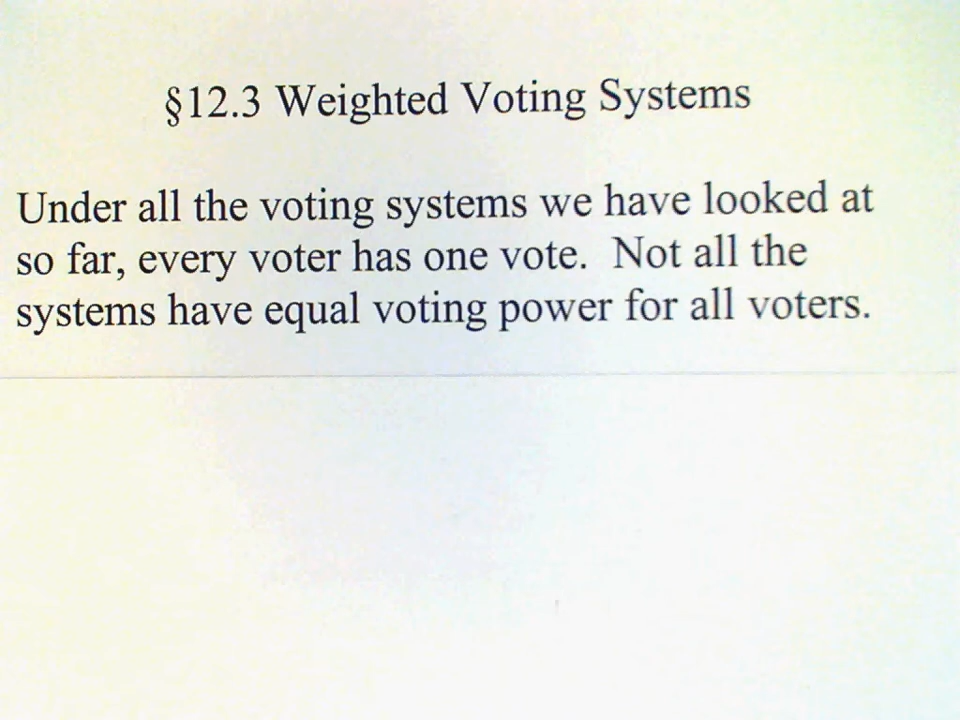 §12.3 Weighted Voting Systems
Under all the voting systems we have looked at
so far, every voter has one vote. Not all the
systems have equal voting power for all voters.